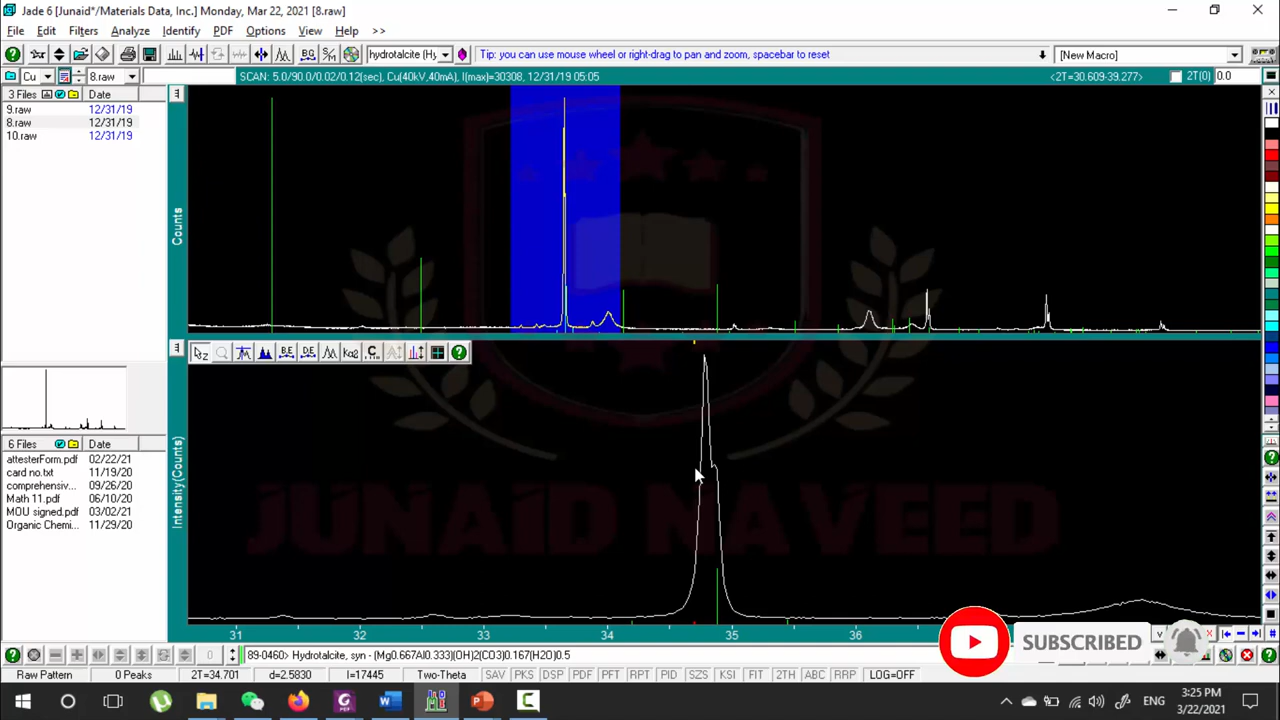 Jade 6 [Junaid*/Materials Data, Inc.] Monday, Mar 22, 2021 [8.raw]
File Edit Filters Analyze Identify PDF Options View Help >>
BG S/M hydrotalcite (Hy Tip: you can use mouse wheel or right-drag to pan and zoom, spacebar to reset [New Macro]
Cu 8.raw SCAN: 5.0/90.0/0.02/0.12(sec), Cu(40kV,40mA), I(max)=30308, 12/31/19 05:05 <2T=30.609-39.277> 2T(0) 0.0
3 Files Date
9.raw 12/31/19
8.raw 12/31/19
10.raw 12/31/19
Counts
B.E D.E kα2 C
6 Files Date
attesterForm.pdf 02/22/21
card no.txt 11/19/20
comprehensiv... 09/26/20
Math 11.pdf 06/10/20
MOU signed.pdf 03/02/21
Organic Chemi... 11/29/20
Intensity(Counts)
JUNAID NAVEED
31 32 33 34 35 36
SUBSCRIBED
0 89-0460> Hydrotalcite, syn - (Mg0.667Al0.333)(OH)2(CO3)0.167(H2O)0.5
Raw Pattern 0 Peaks 2T=34.701 d=2.5830 I=17445 Two-Theta SAV PKS DSP PDF PFT RPT PID SZS KSI FIT 2TH ABC RRP LOG=OFF
ENG 3:25 PM
3/22/2021